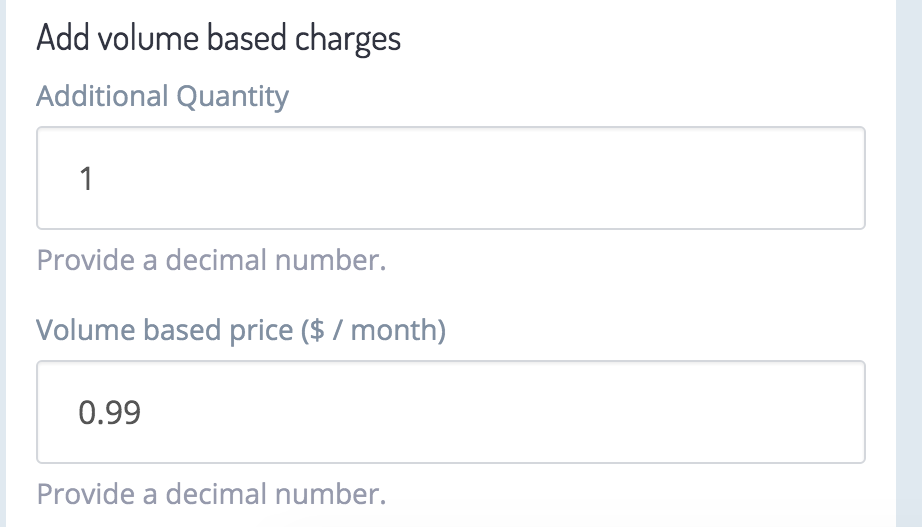 Add volume based charges
Additional Quantity
1
Provide a decimal number.
Volume based price ($ / month)
0.99
Provide a decimal number.